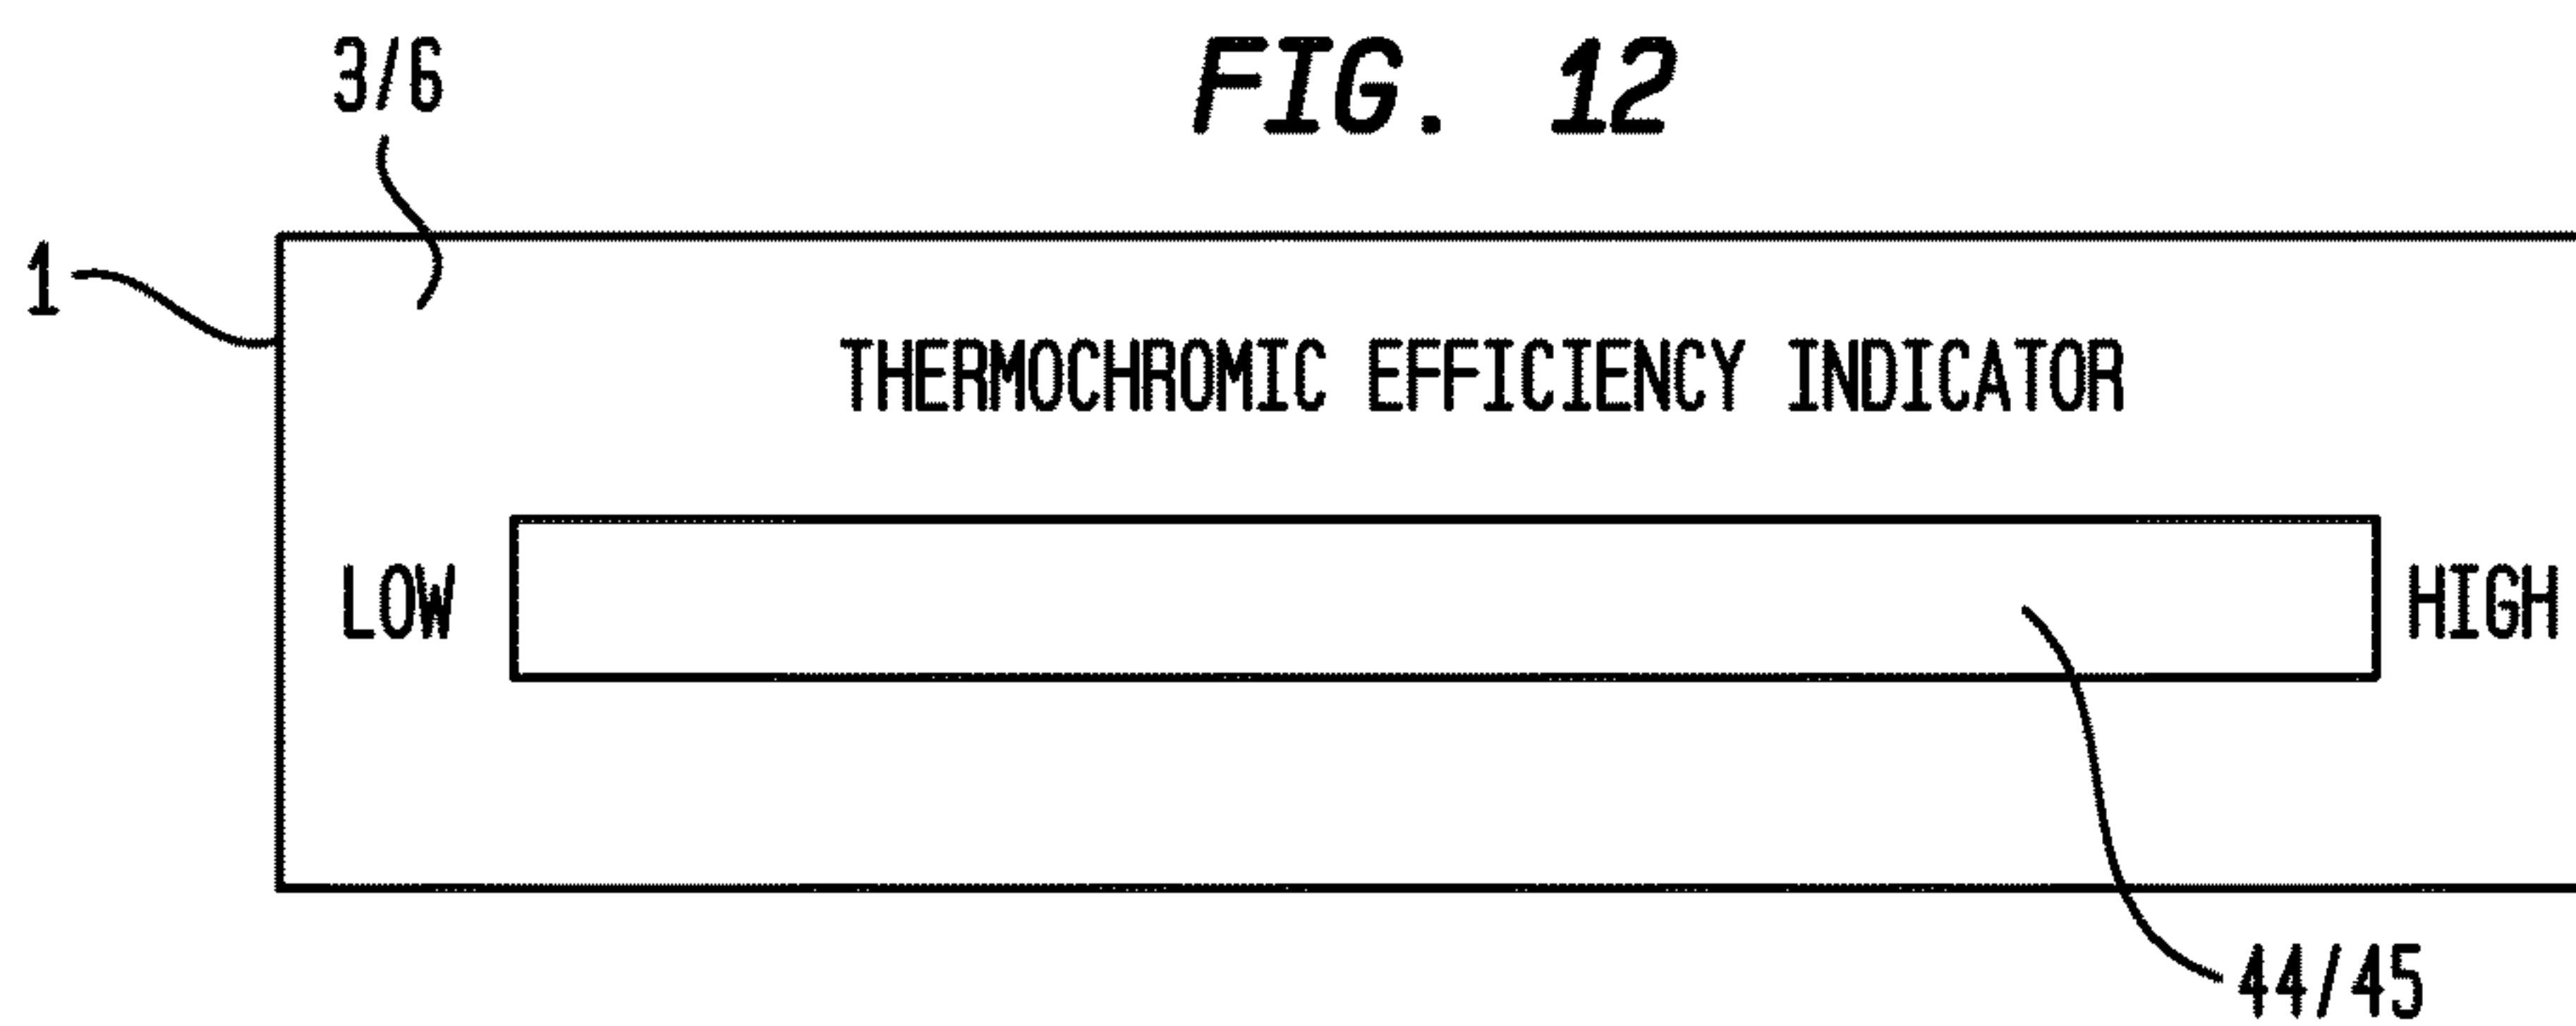 FIG. 12
3/6
1
THERMOCHROMIC EFFICIENCY INDICATOR
LOW
HIGH
44/45